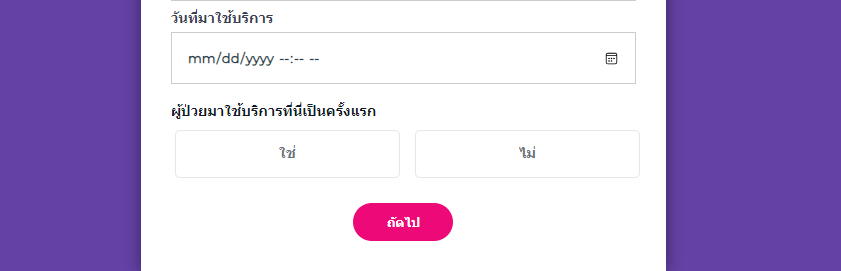 วันที่มาใช้บริการ
mm/dd/yyyy --:-- --
ผู้ป่วยมาใช้บริการที่นี่เป็นครั้งแรก
ใช่ ไม่
ถัดไป